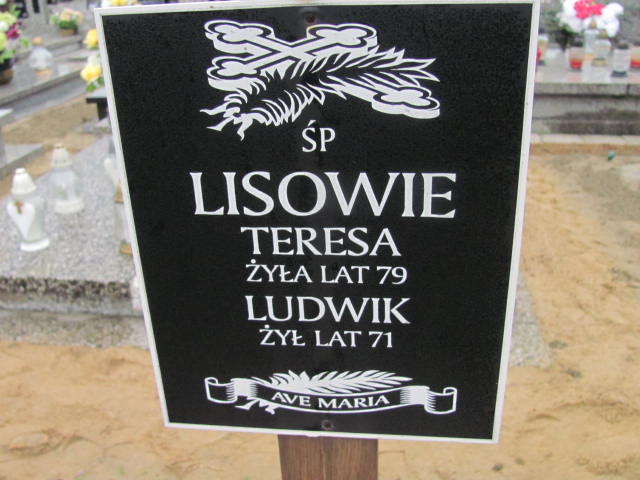 ŚP
LISOWIE
TERESA
ŻYŁA LAT 79
LUDWIK
ŻYŁ LAT 71
AVE MARIA